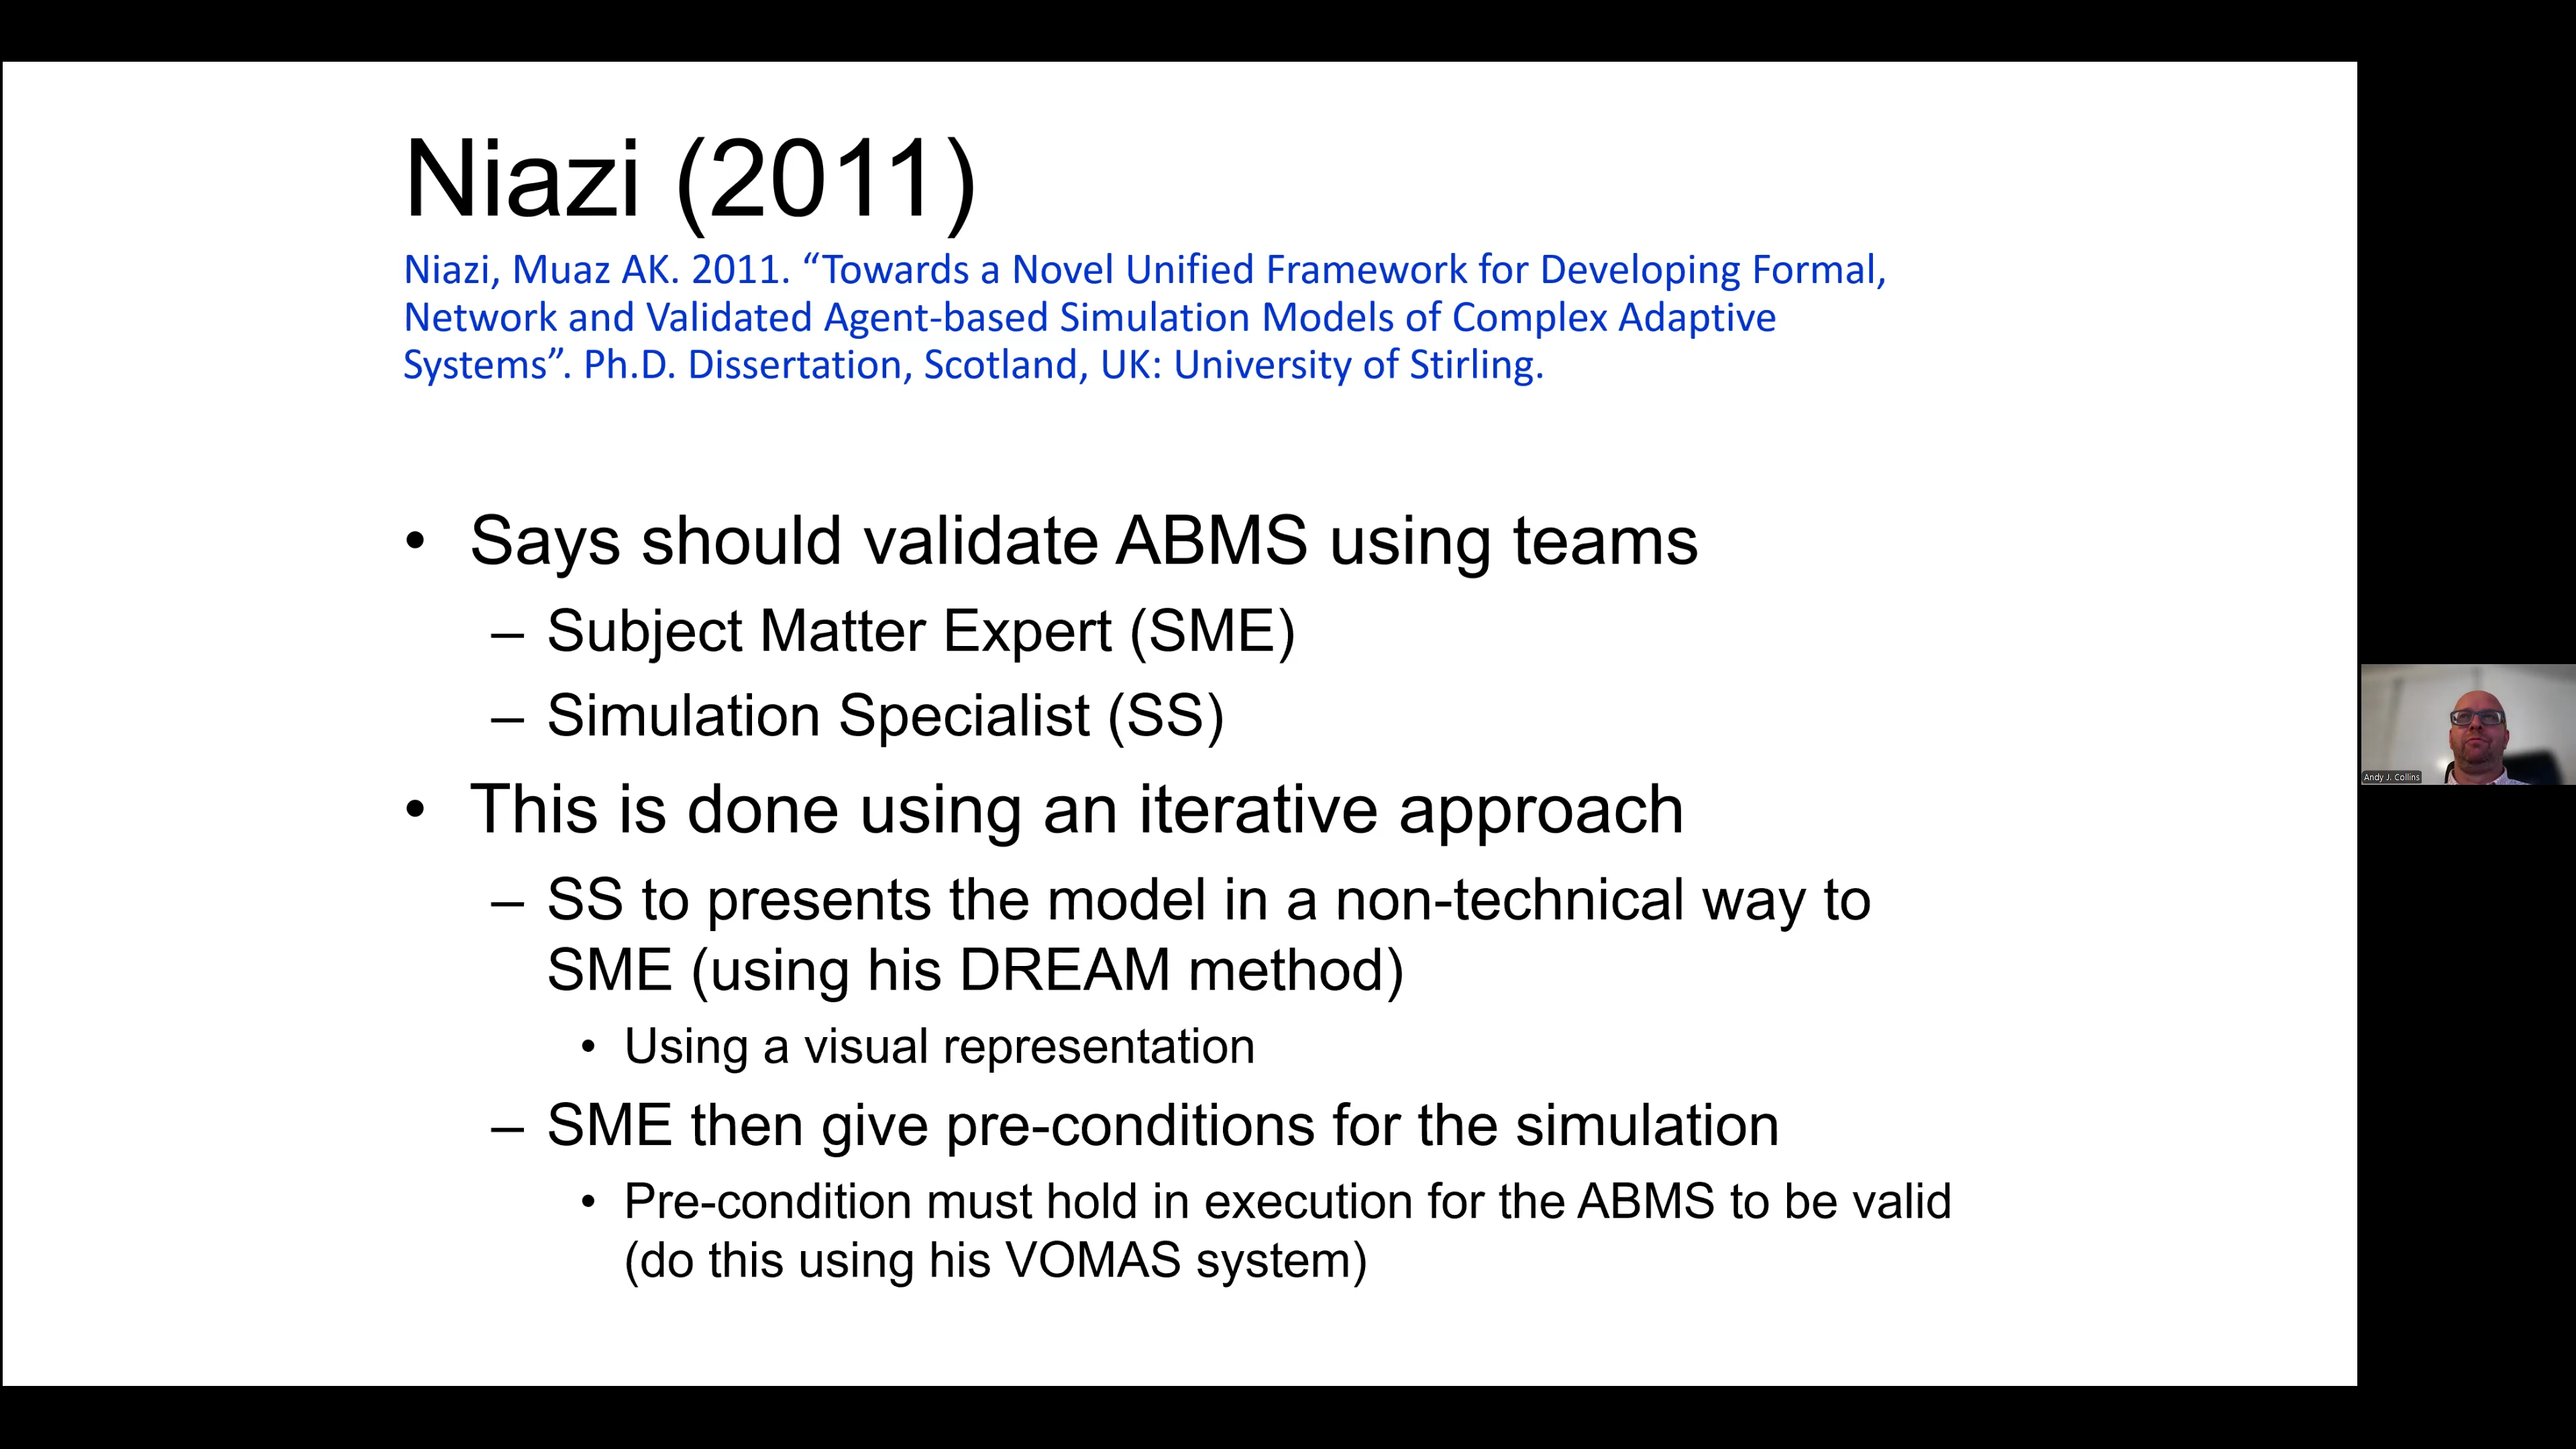 Niazi (2011)
Niazi, Muaz AK. 2011. “Towards a Novel Unified Framework for Developing Formal,
Network and Validated Agent-based Simulation Models of Complex Adaptive
Systems”. Ph.D. Dissertation, Scotland, UK: University of Stirling.
• Says should validate ABMS using teams
– Subject Matter Expert (SME)
– Simulation Specialist (SS)
• This is done using an iterative approach
– SS to presents the model in a non-technical way to
SME (using his DREAM method)
• Using a visual representation
– SME then give pre-conditions for the simulation
• Pre-condition must hold in execution for the ABMS to be valid
(do this using his VOMAS system)
Andy J. Collins